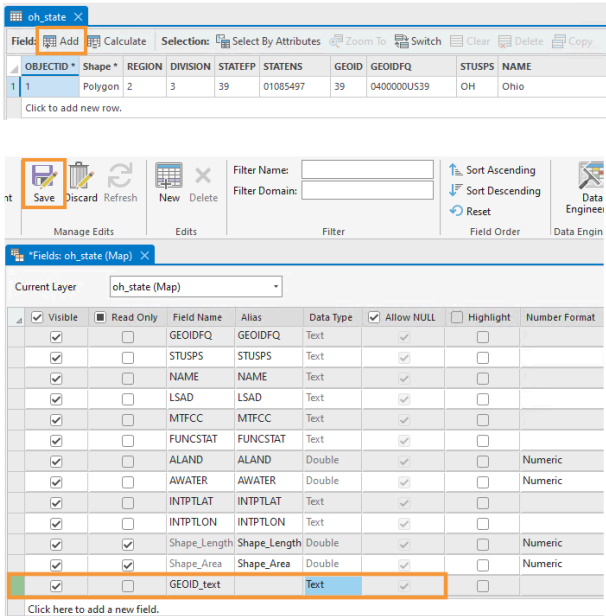 oh_state
Field: Add Calculate Selection: Select By Attributes Zoom To Switch Clear Delete Copy
OBJECTID * Shape * REGION DIVISION STATEFP STATENS GEOID GEOIDFQ STUSPS NAME
1 1 Polygon 2 3 39 01085497 39 0400000US39 OH Ohio
Click to add new row.
Save Discard Refresh New Delete Filter Name: Sort Ascending
Filter Domain: Sort Descending
Reset
Data
Manage Edits Edits Filter Field Order Data Engin
*Fields: oh_state (Map)
Current Layer oh_state (Map)
Visible Read Only Field Name Alias Data Type Allow NULL Highlight Number Format
GEOIDFQ GEOIDFQ Text
STUSPS STUSPS Text
NAME NAME Text
LSAD LSAD Text
MTFCC MTFCC Text
FUNCSTAT FUNCSTAT Text
ALAND ALAND Double Numeric
AWATER AWATER Double Numeric
INTPTLAT INTPTLAT Text
INTPTLON INTPTLON Text
Shape_Length Shape_Length Double Numeric
Shape_Area Shape_Area Double Numeric
GEOID_text Text
Click here to add a new field.